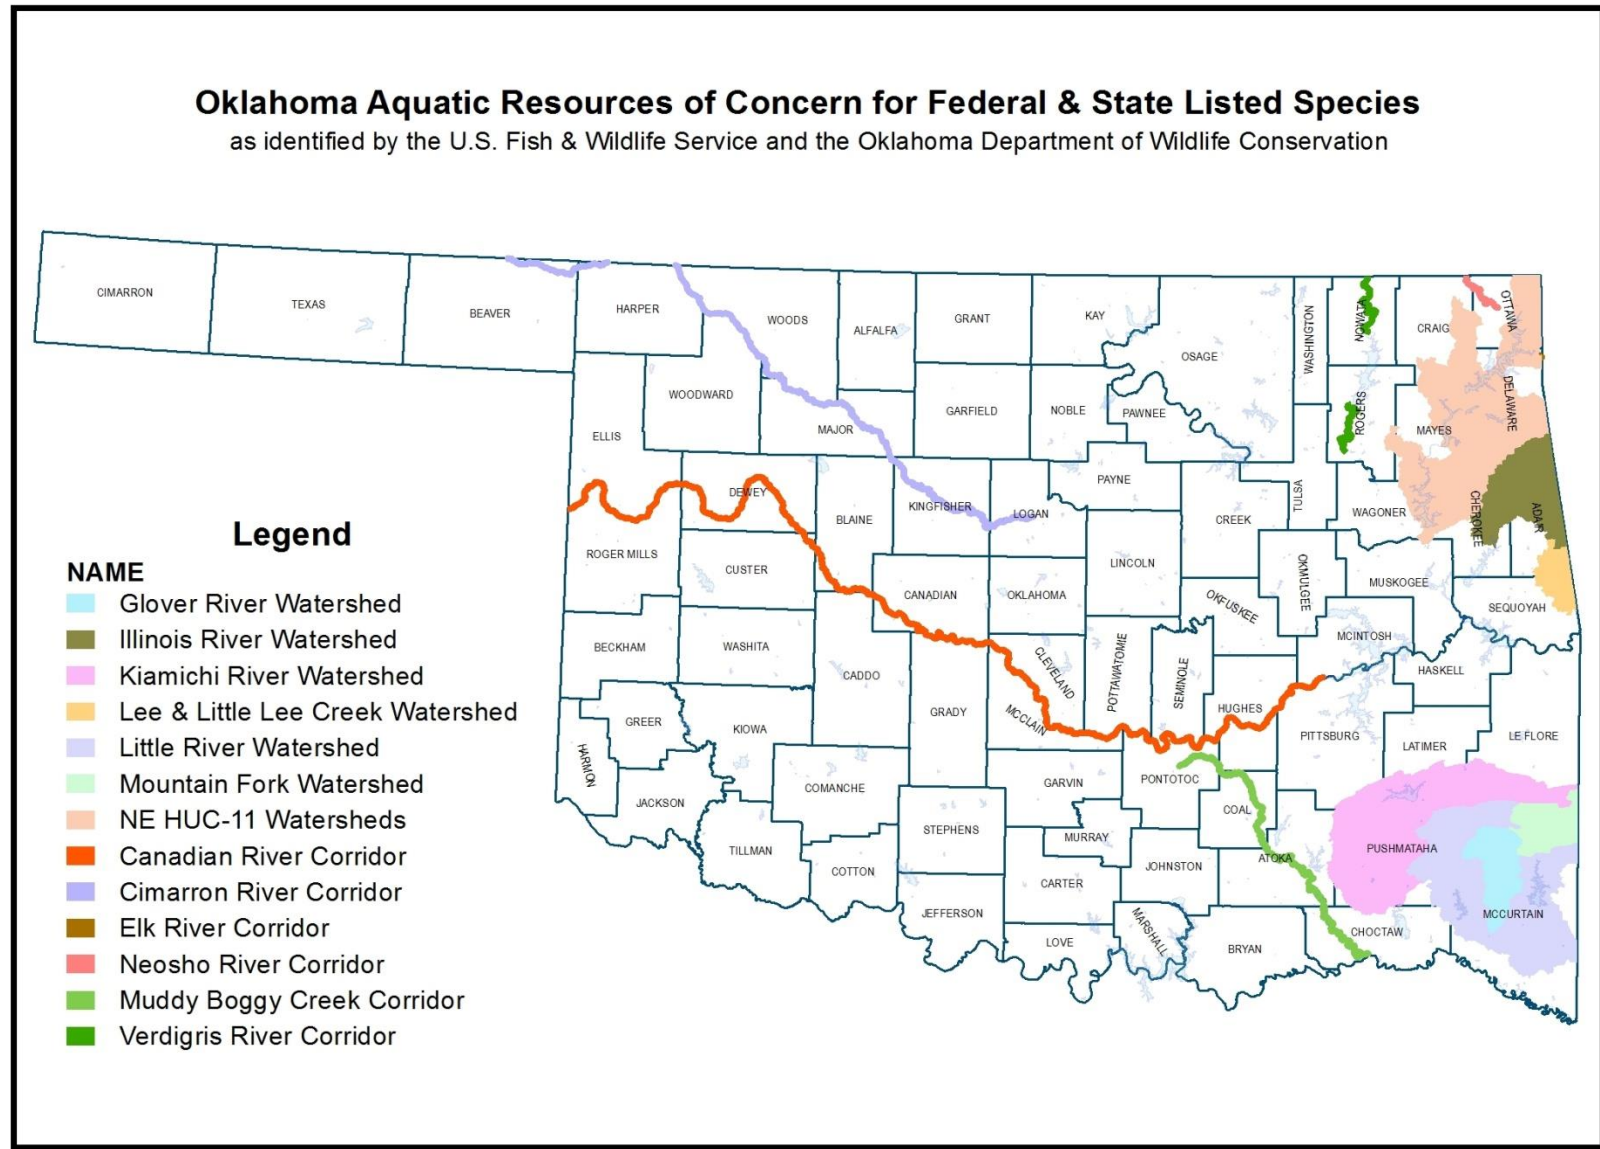 Oklahoma Aquatic Resources of Concern for Federal & State Listed Species
as identified by the U.S. Fish & Wildlife Service and the Oklahoma Department of Wildlife Conservation
CIMARRON
TEXAS
BEAVER
HARPER
WOODS
ALFALFA
GRANT
KAY
OSAGE
WASHINGTON
NOWATA
CRAIG
OTTAWA
WOODWARD
ELLIS
MAJOR
GARFIELD
NOBLE
PAWNEE
ROGERS
MAYES
DELAWARE
DEWEY
BLAINE
KINGFISHER
LOGAN
PAYNE
CREEK
TULSA
WAGONER
CHEROKEE
ADAIR
ROGER MILLS
CUSTER
CANADIAN
OKLAHOMA
LINCOLN
OKFUSKEE
OKMULGEE
MUSKOGEE
SEQUOYAH
BECKHAM
WASHITA
CADDO
GRADY
CLEVELAND
MCCLAIN
POTTAWATOMIE
SEMINOLE
HUGHES
MCINTOSH
HASKELL
PITTSBURG
LATIMER
LE FLORE
HARMON
GREER
KIOWA
JACKSON
COMANCHE
TILLMAN
COTTON
STEPHENS
JEFFERSON
GARVIN
PONTOTOC
MURRAY
CARTER
LOVE
JOHNSTON
MARSHALL
COAL
ATOKA
BRYAN
PUSHMATAHA
CHOCTAW
MCCURTAIN
Legend
NAME
Glover River Watershed
Illinois River Watershed
Kiamichi River Watershed
Lee & Little Lee Creek Watershed
Little River Watershed
Mountain Fork Watershed
NE HUC-11 Watersheds
Canadian River Corridor
Cimarron River Corridor
Elk River Corridor
Neosho River Corridor
Muddy Boggy Creek Corridor
Verdigris River Corridor